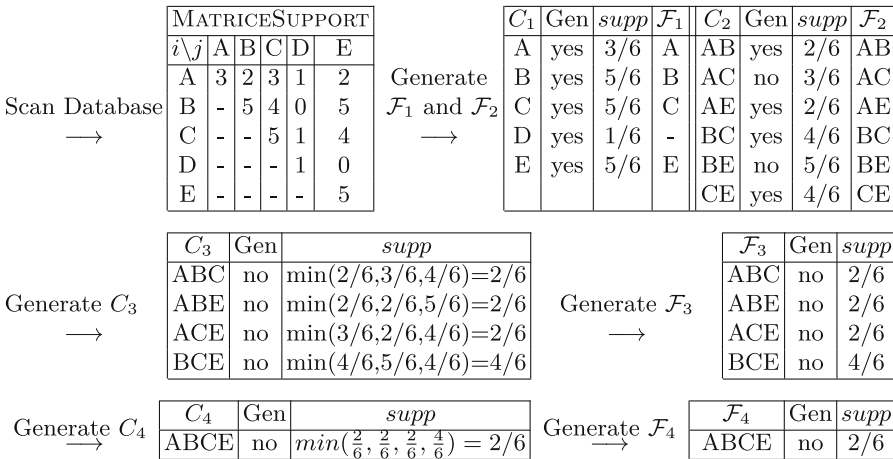 MATRICESUPPORT
i\j A B C D E
A 3 2 3 1 2
B - 5 4 0 5
C - - 5 1 4
D - - - 1 0
E - - - - 5
Scan Database
⟶
Generate
F₁ and F₂
⟶
C₁ Gen supp F₁ C₂ Gen supp F₂
A yes 3/6 A AB yes 2/6 AB
B yes 5/6 B AC no 3/6 AC
C yes 5/6 C AE yes 2/6 AE
D yes 1/6 - BC yes 4/6 BC
E yes 5/6 E BE no 5/6 BE
CE yes 4/6 CE
Generate C₃
⟶
C₃ Gen supp
ABC no min(2/6,3/6,4/6)=2/6
ABE no min(2/6,2/6,5/6)=2/6
ACE no min(3/6,2/6,4/6)=2/6
BCE no min(4/6,5/6,4/6)=4/6
Generate F₃
⟶
F₃ Gen supp
ABC no 2/6
ABE no 2/6
ACE no 2/6
BCE no 4/6
Generate C₄
⟶
C₄ Gen supp
ABCE no min(2/6, 2/6, 2/6, 4/6) = 2/6
Generate F₄
⟶
F₄ Gen supp
ABCE no 2/6